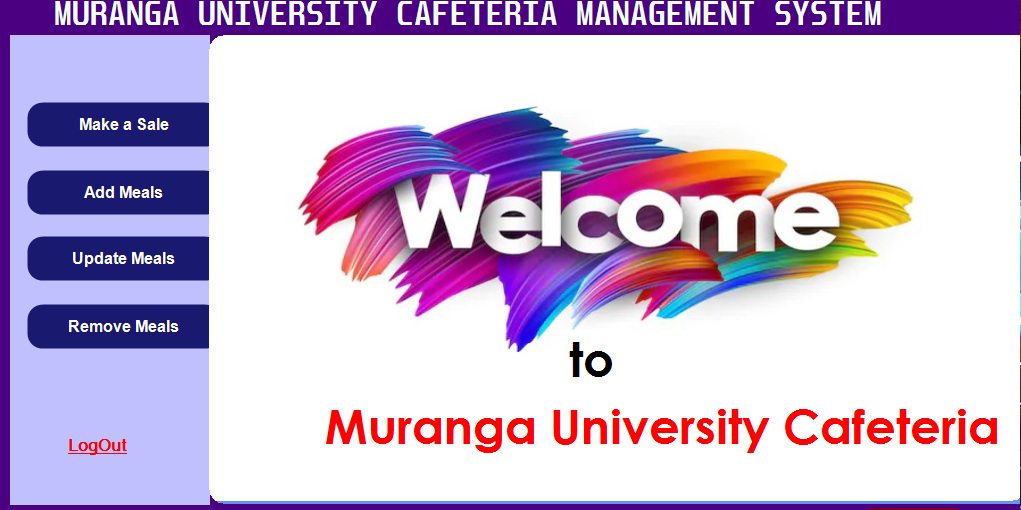 MURANGA UNIVERSITY CAFETERIA MANAGEMENT SYSTEM
Make a Sale
Add Meals
Update Meals
Remove Meals
LogOut
Welcome
to
Muranga University Cafeteria